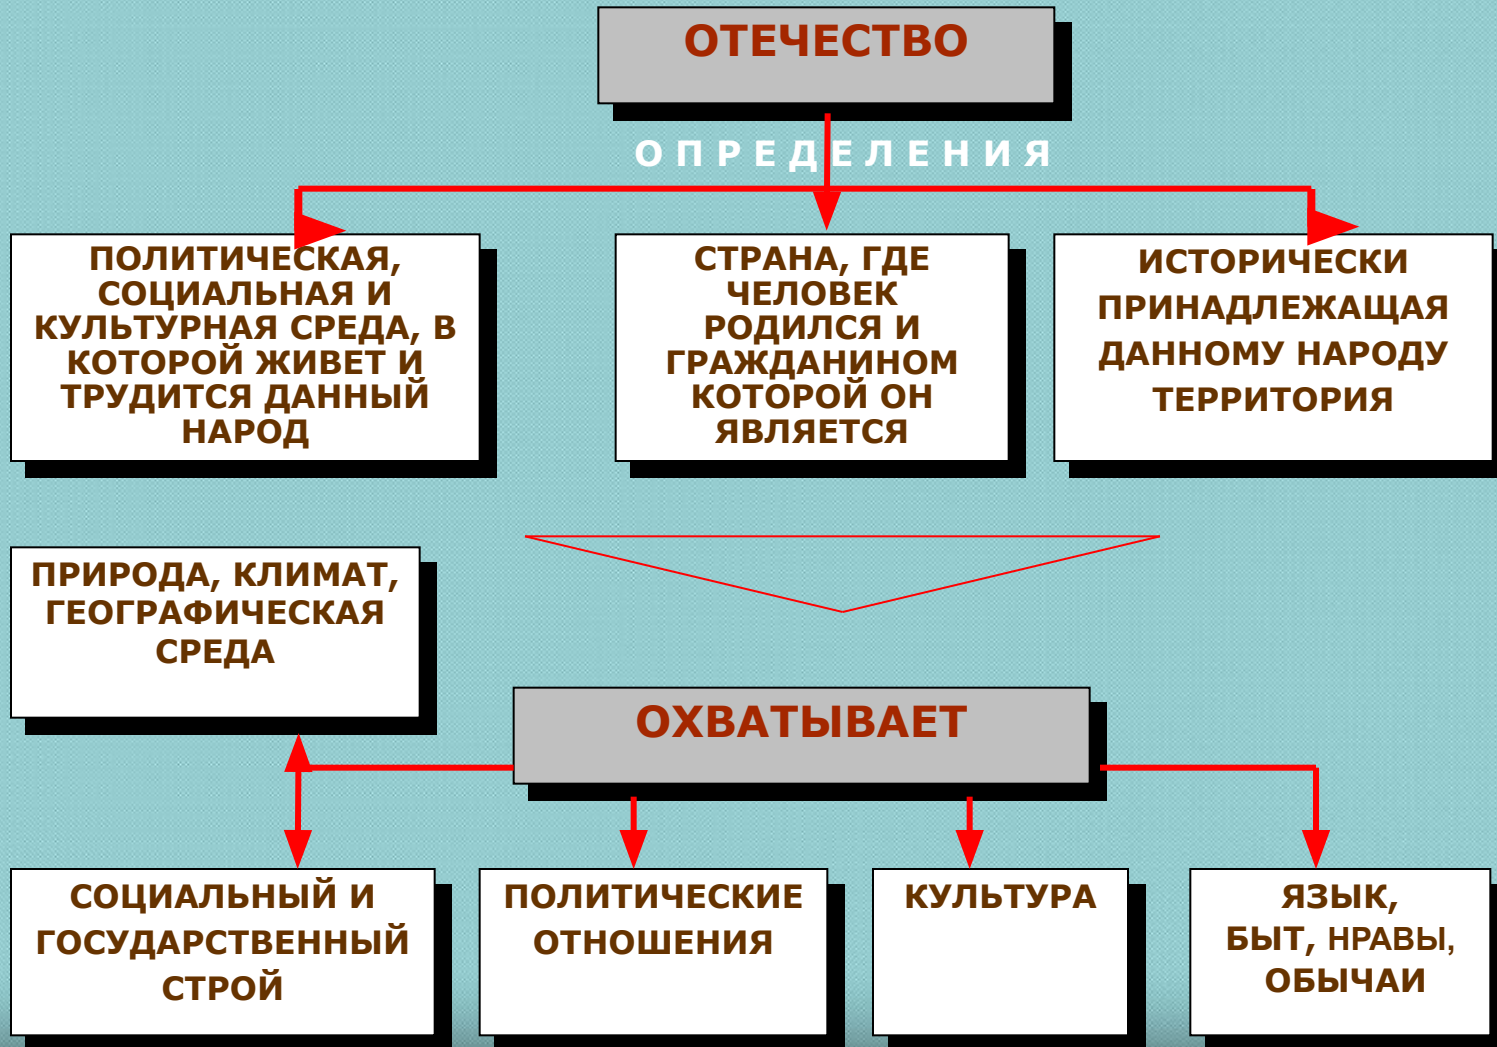 ОТЕЧЕСТВО
ОПРЕДЕЛЕНИЯ
ПОЛИТИЧЕСКАЯ,
СОЦИАЛЬНАЯ И
КУЛЬТУРНАЯ СРЕДА, В
КОТОРОЙ ЖИВЕТ И
ТРУДИТСЯ ДАННЫЙ
НАРОД
СТРАНА, ГДЕ
ЧЕЛОВЕК
РОДИЛСЯ И
ГРАЖДАНИНОМ
КОТОРОЙ ОН
ЯВЛЯЕТСЯ
ИСТОРИЧЕСКИ
ПРИНАДЛЕЖАЩАЯ
ДАННОМУ НАРОДУ
ТЕРРИТОРИЯ
ПРИРОДА, КЛИМАТ,
ГЕОГРАФИЧЕСКАЯ
СРЕДА
ОХВАТЫВАЕТ
СОЦИАЛЬНЫЙ И
ГОСУДАРСТВЕННЫЙ
СТРОЙ
ПОЛИТИЧЕСКИЕ
ОТНОШЕНИЯ
КУЛЬТУРА
ЯЗЫК,
БЫТ, НРАВЫ,
ОБЫЧАИ